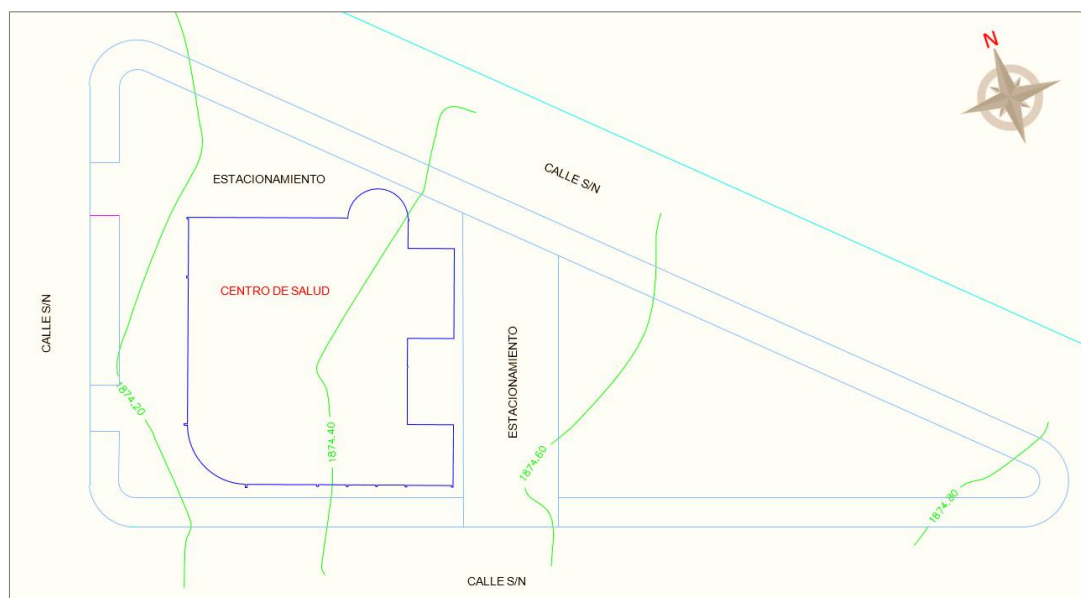 N
CALLE S/N
ESTACIONAMIENTO
CENTRO DE SALUD
CALLE S/N
ESTACIONAMIENTO
1874.20
1874.40
1874.60
1874.80
CALLE S/N